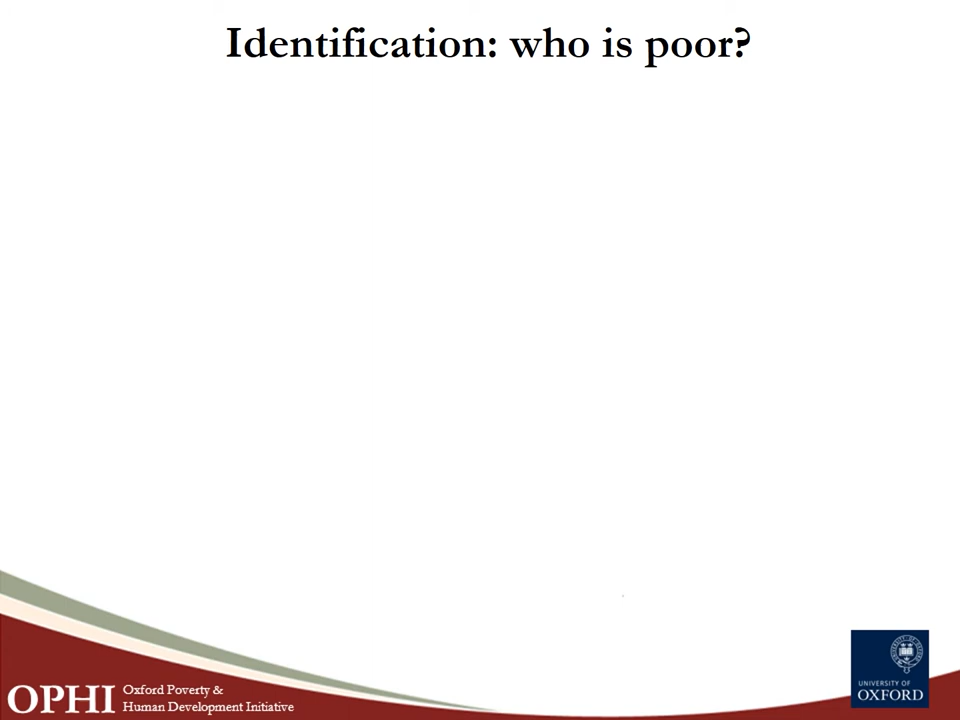 Identification: who is poor?
OPHI
Oxford Poverty &
Human Development Initiative
UNIVERSITY OF
OXFORD